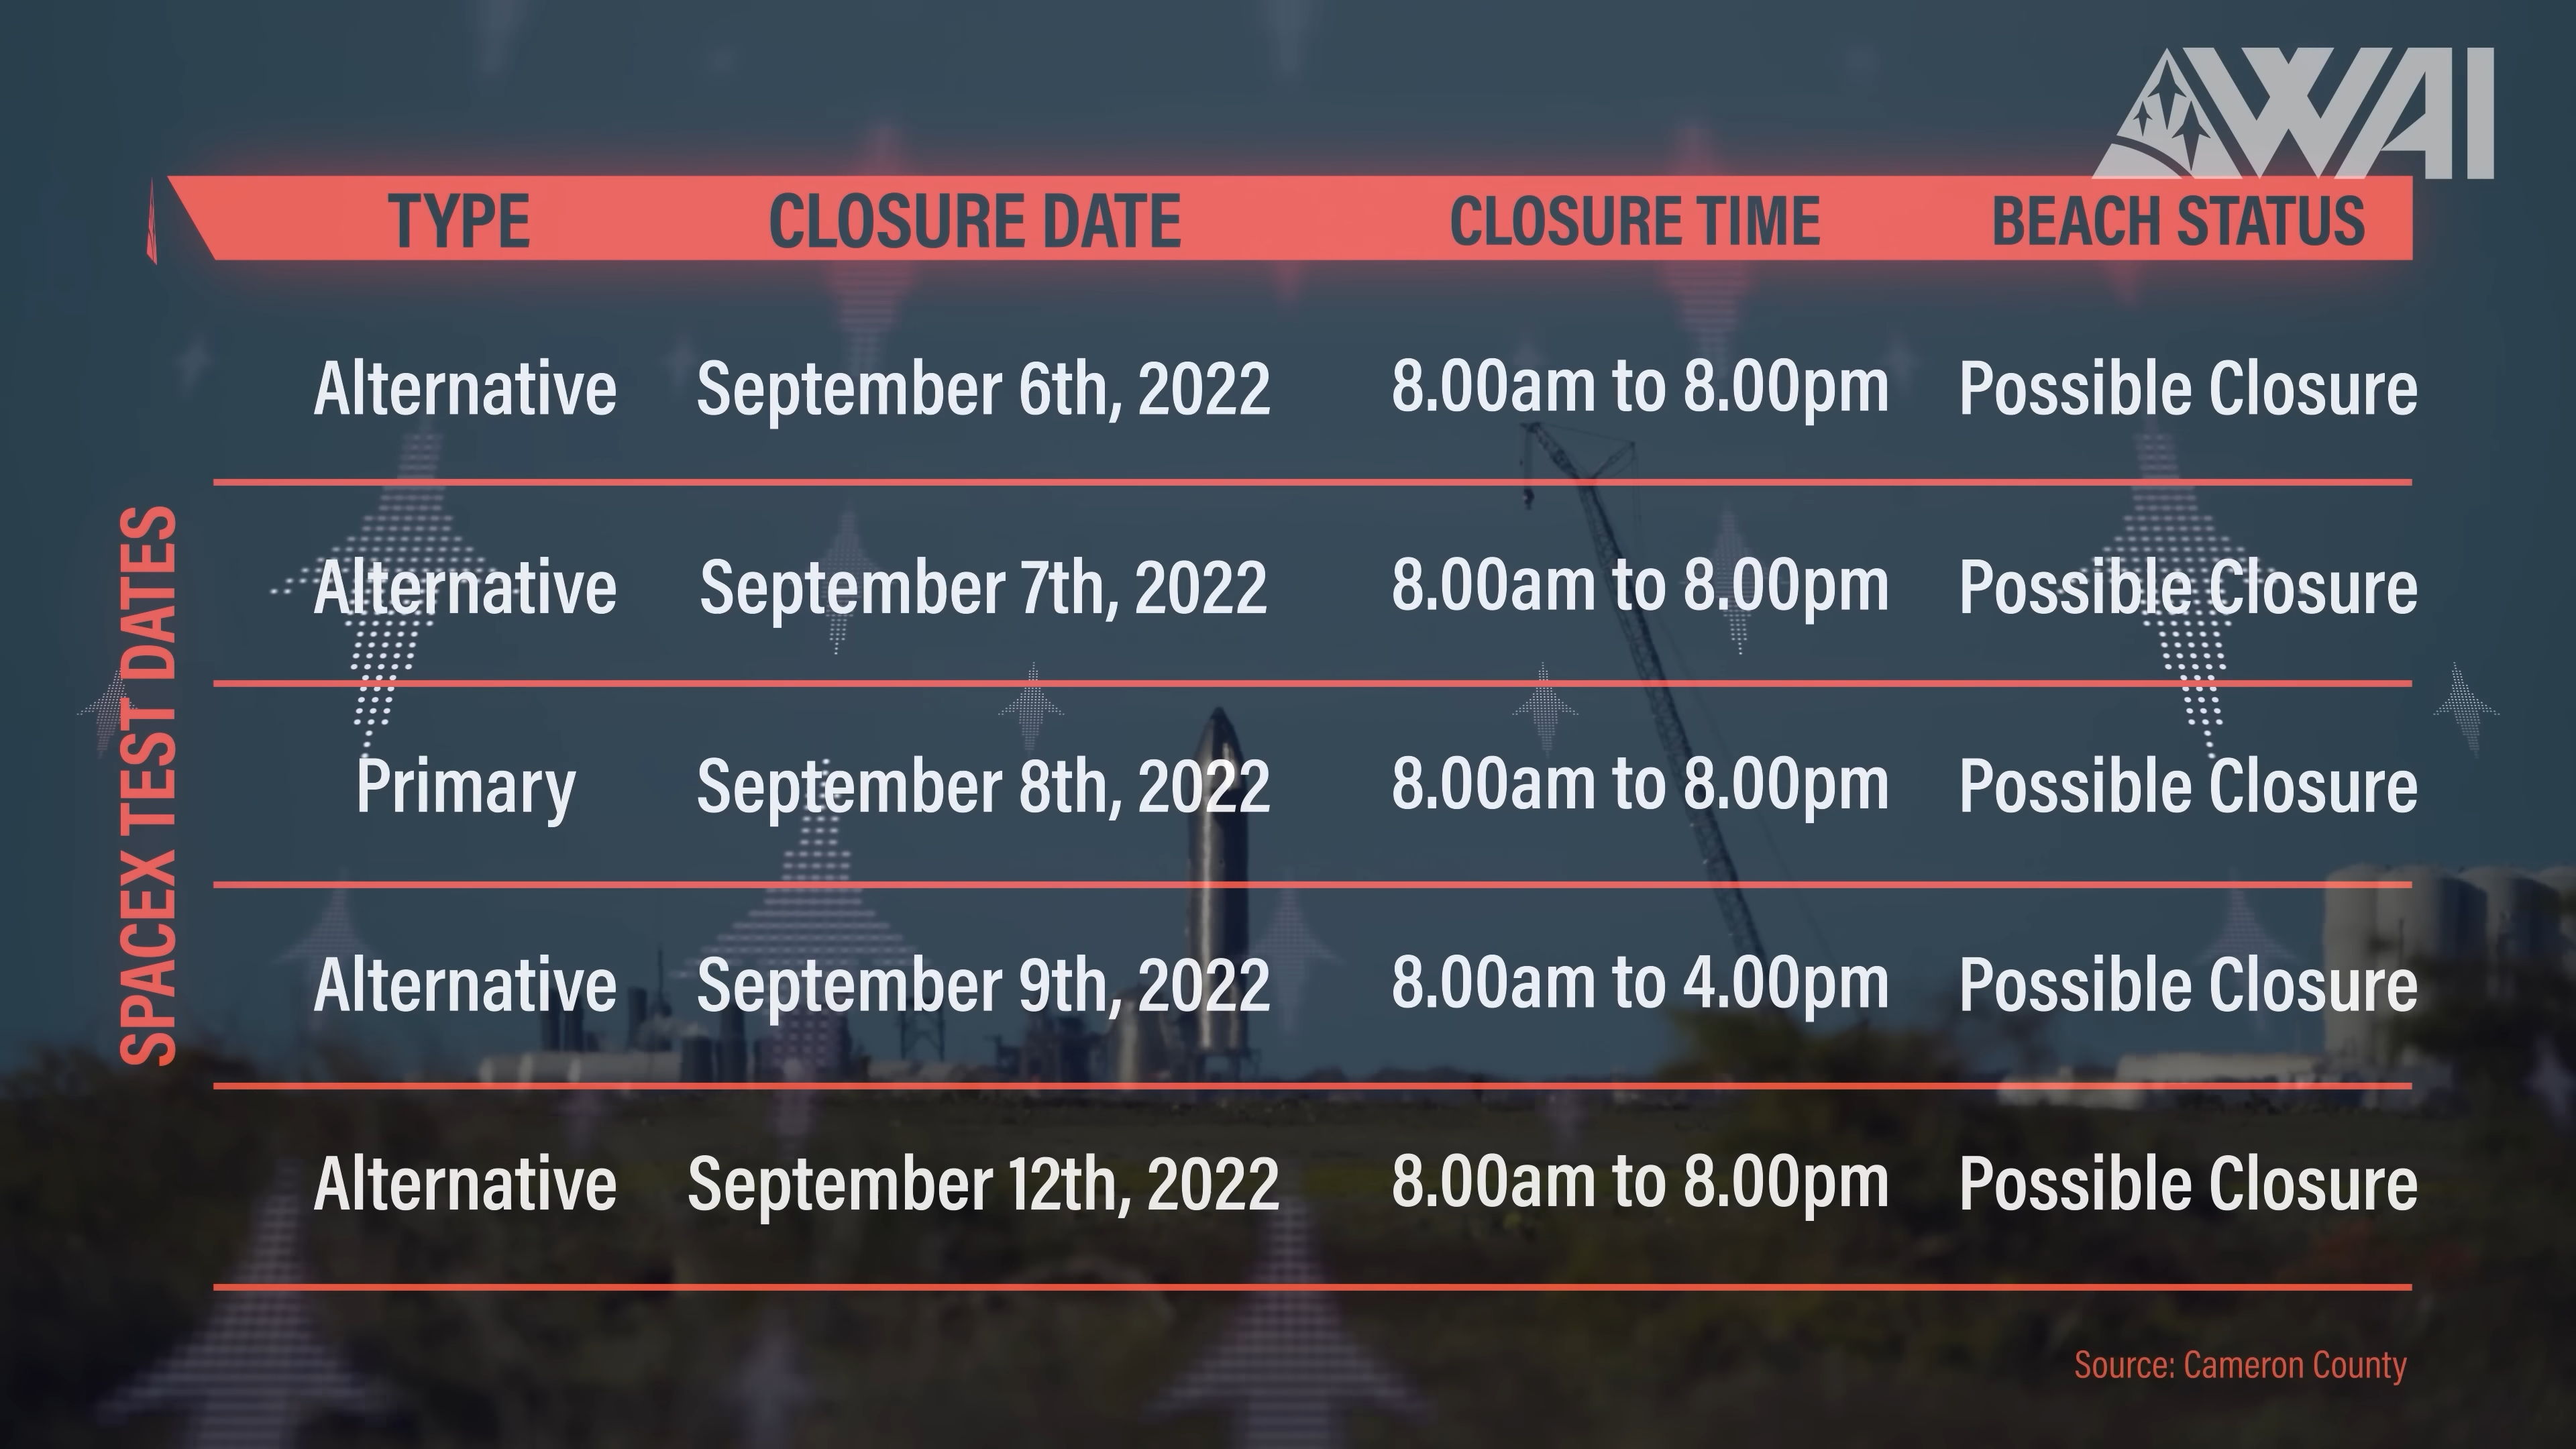 WAI
TYPE CLOSURE DATE CLOSURE TIME BEACH STATUS
SPACEX TEST DATES
Alternative September 6th, 2022 8.00am to 8.00pm Possible Closure
Alternative September 7th, 2022 8.00am to 8.00pm Possible Closure
Primary September 8th, 2022 8.00am to 8.00pm Possible Closure
Alternative September 9th, 2022 8.00am to 4.00pm Possible Closure
Alternative September 12th, 2022 8.00am to 8.00pm Possible Closure
Source: Cameron County